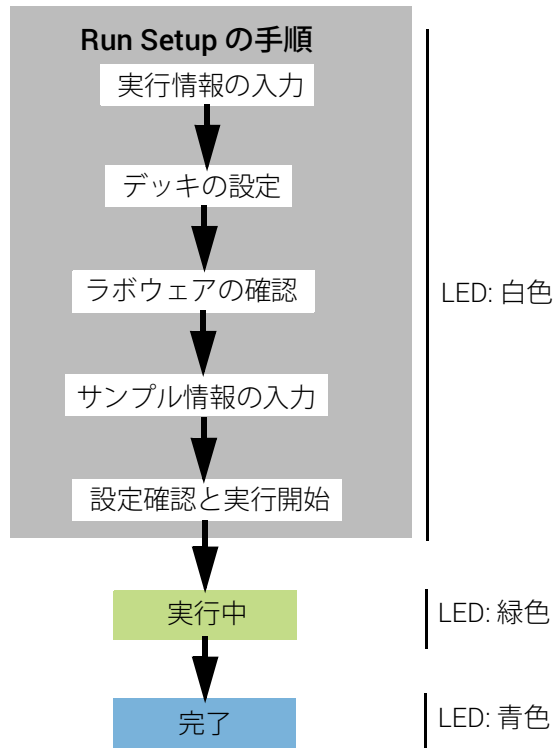 Run Setup の手順
実行情報の入力
デッキの設定
ラボウェアの確認
LED: 白色
サンプル情報の入力
設定確認と実行開始
実行中
LED: 緑色
完了
LED: 青色